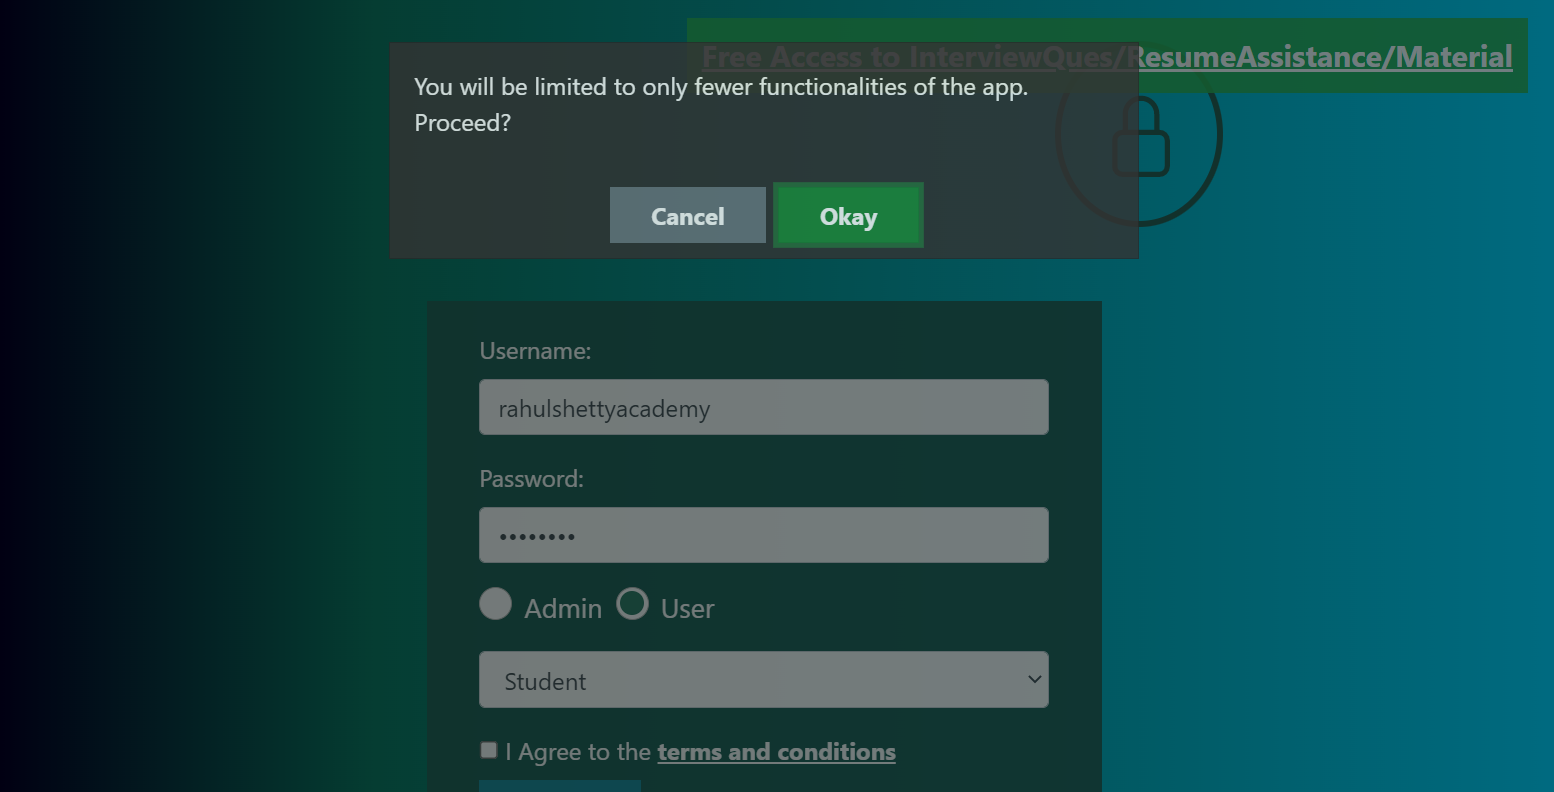 Free Access to InterviewQues/ResumeAssistance/Material
You will be limited to only fewer functionalities of the app.
Proceed?
Cancel
Okay
Username:
rahulshettyacademy
Password:
••••••••
Admin
User
Student
I Agree to the terms and conditions